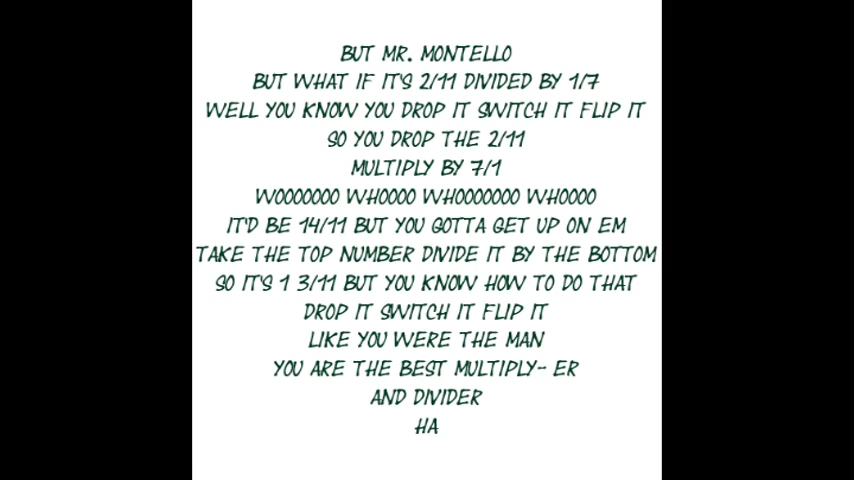 BUT MR. MONTELLO
BUT WHAT IF IT'S 2/11 DIVIDED BY 1/7
WELL YOU KNOW YOU DROP IT SWITCH IT FLIP IT
SO YOU DROP THE 2/11
MULTIPLY BY 7/1
WOOOOOOO WHOOOO WHOOOOOOO WHOOOO
IT'D BE 14/11 BUT YOU GOTTA GET UP ON EM
TAKE THE TOP NUMBER DIVIDE IT BY THE BOTTOM
SO IT'S 1 3/11 BUT YOU KNOW HOW TO DO THAT
DROP IT SWITCH IT FLIP IT
LIKE YOU WERE THE MAN
YOU ARE THE BEST MULTIPLY- ER
AND DIVIDER
HA